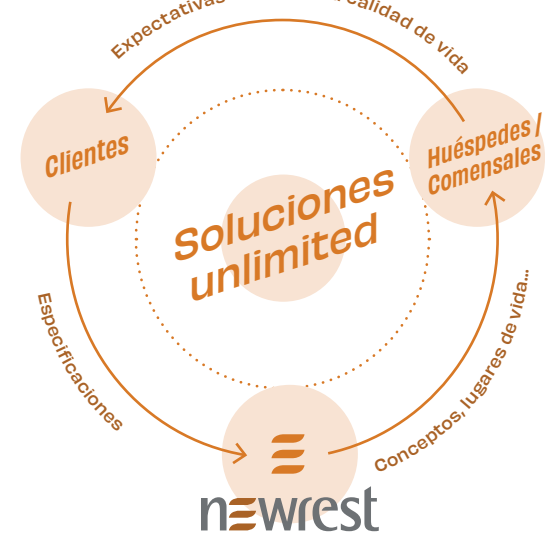 Expectativas
calidad de vida
Clientes
Huéspedes /
Comensales
Soluciones
unlimited
Especificaciones
Conceptos, lugares de vida...
newrest